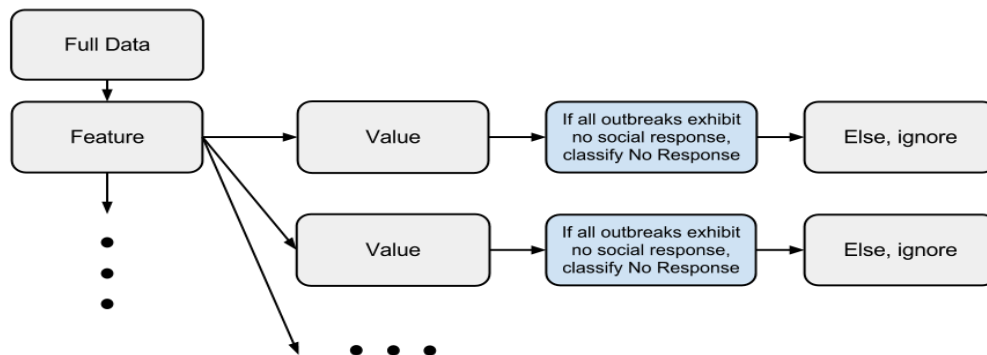 Full Data
Feature
Value
If all outbreaks exhibit
no social response,
classify No Response
Else, ignore
Value
If all outbreaks exhibit
no social response,
classify No Response
Else, ignore